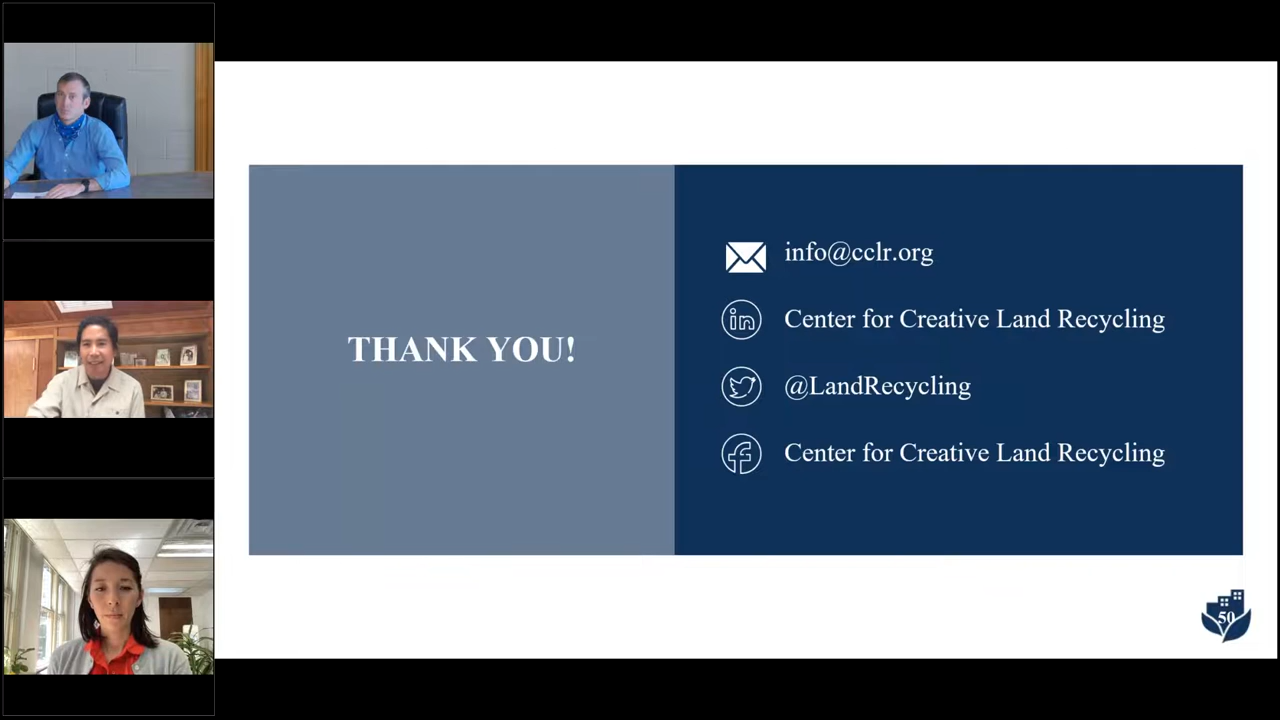 THANK YOU!
info@cclr.org
Center for Creative Land Recycling
@LandRecycling
Center for Creative Land Recycling
50